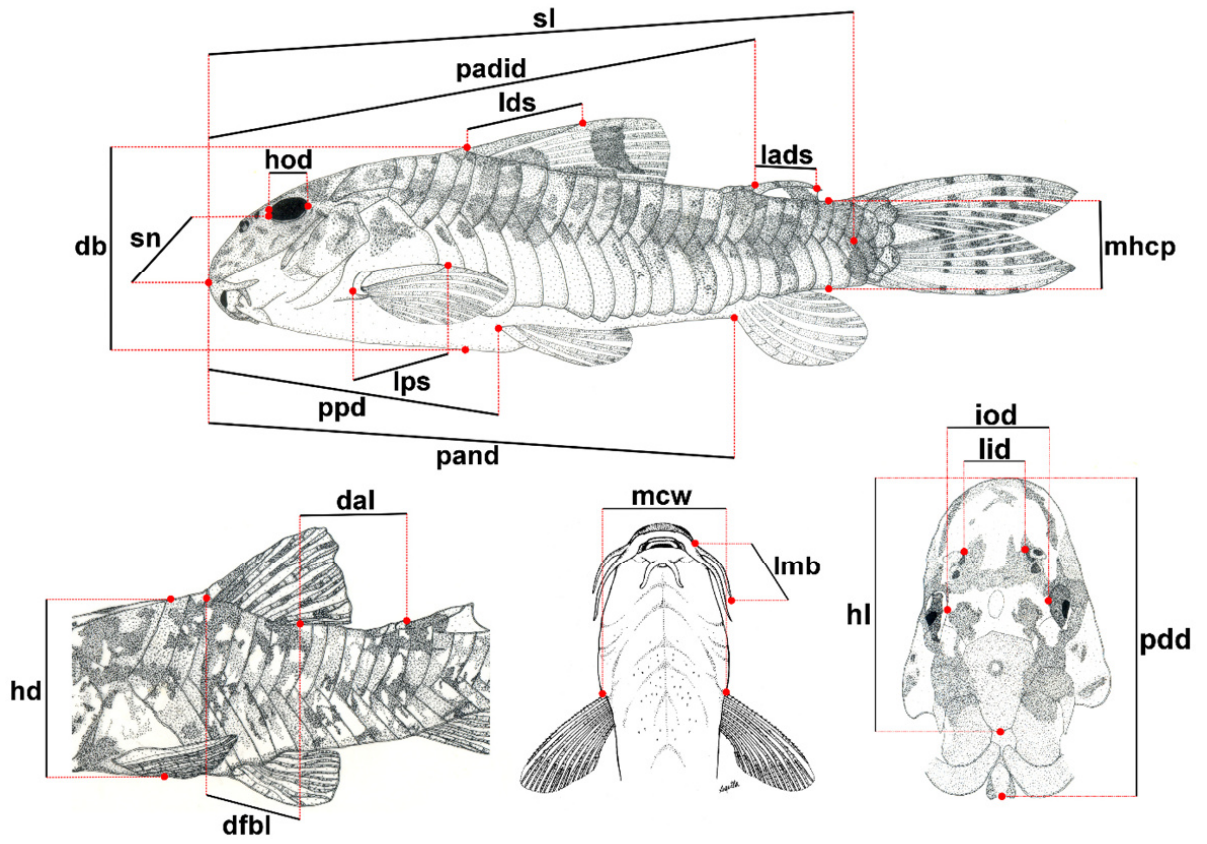 sl
padid
lds
hod
lads
sn
db
mhcp
lps
ppd
pand
iod
lid
dal
mcw
lmb
hl
pdd
hd
dfbl